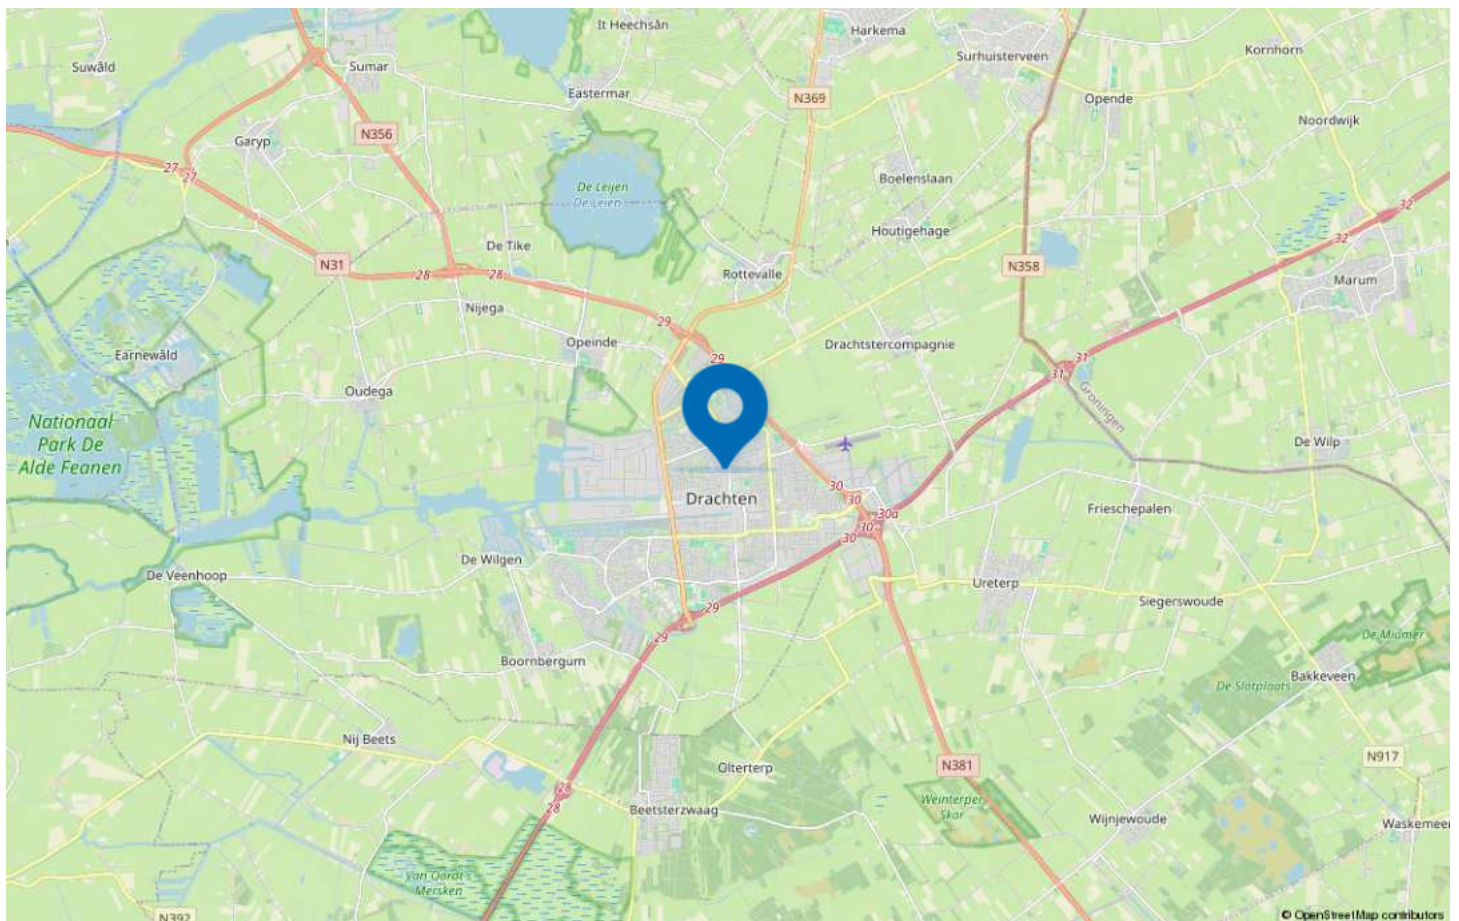 It Heechsân
Harkema
Surhuisterveen
Kornhorn
Suwâld
Sumar
Eastermar
N369
Opende
Noordwijk
N356
Garyp
27
27
De Leijen
De Leien
Boelenslaan
32
32
Houtigehage
De Tike
N31
28
28
Rottevalle
N358
Marum
Nijega
29
Opeinde
Drachtstercompagnie
Earnewâld
29
31
31
Oudega
Groningen
Nationaal
Park De
Alde Feanen
De Wilp
30
Drachten
30
30a
30
30
Frieschepalen
De Wilgen
De Veenhoop
Ureterp
Siegerswoude
29
29
De Mjumer
Boornbergum
Bakkeveen
De Slotplaats
Nij Beets
N917
Olterterp
N381
28
28
Weinterper
Skar
Beetsterzwaag
Wijnjewoude
Waskemeer
Van Oordt's
Mersken
N392
© OpenStreetMap contributors